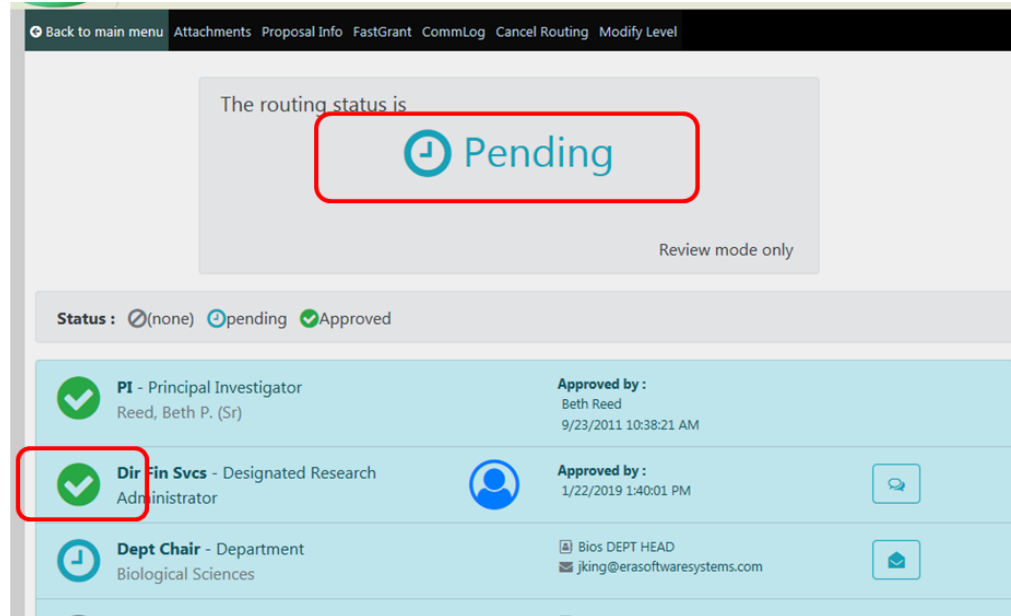 Back to main menu Attachments Proposal Info FastGrant CommLog Cancel Routing Modify Level
The routing status is
Pending
Review mode only
Status : (none) pending Approved
PI - Principal Investigator
Reed, Beth P. (Sr)
Approved by :
Beth Reed
9/23/2011 10:38:21 AM
Dir Fin Svcs - Designated Research
Administrator
Approved by :
1/22/2019 1:40:01 PM
Dept Chair - Department
Biological Sciences
Bios DEPT HEAD
jking@erasoftwaresystems.com